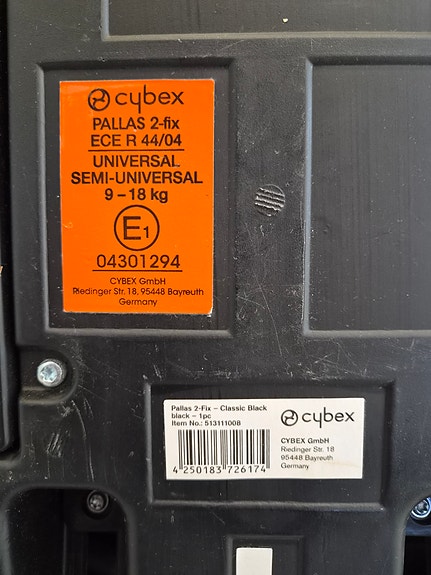 cybex
PALLAS 2-fix
ECE R 44/04
UNIVERSAL
SEMI-UNIVERSAL
9 – 18 kg
E1
04301294
CYBEX GmbH
Riedinger Str. 18, 95448 Bayreuth
Germany
Pallas 2-Fix – Classic Black
black – 1pc
Item No.: 513111008
4 250183 726174
cybex
CYBEX GmbH
Riedinger Str. 18
95448 Bayreuth
Germany